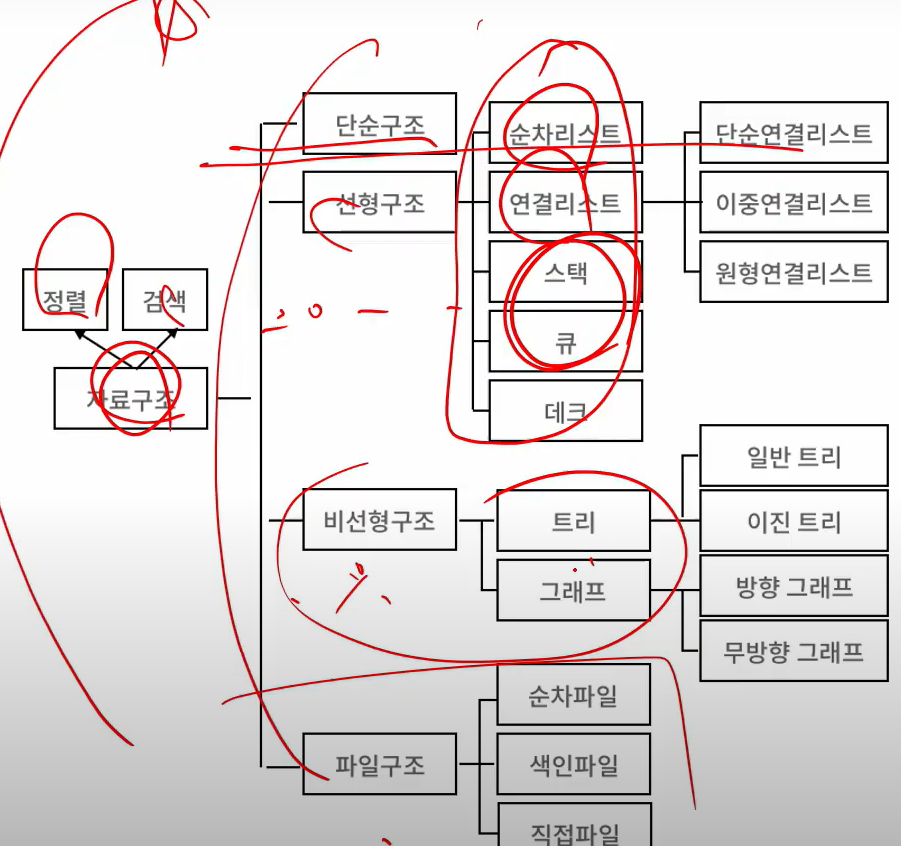 단순구조
순차리스트
단순연결리스트
선형구조
연결리스트
이중연결리스트
스택
원형연결리스트
정렬
검색
큐
자료구조
데크
일반 트리
비선형구조
트리
이진 트리
그래프
방향 그래프
무방향 그래프
순차파일
파일구조
색인파일
직접파일